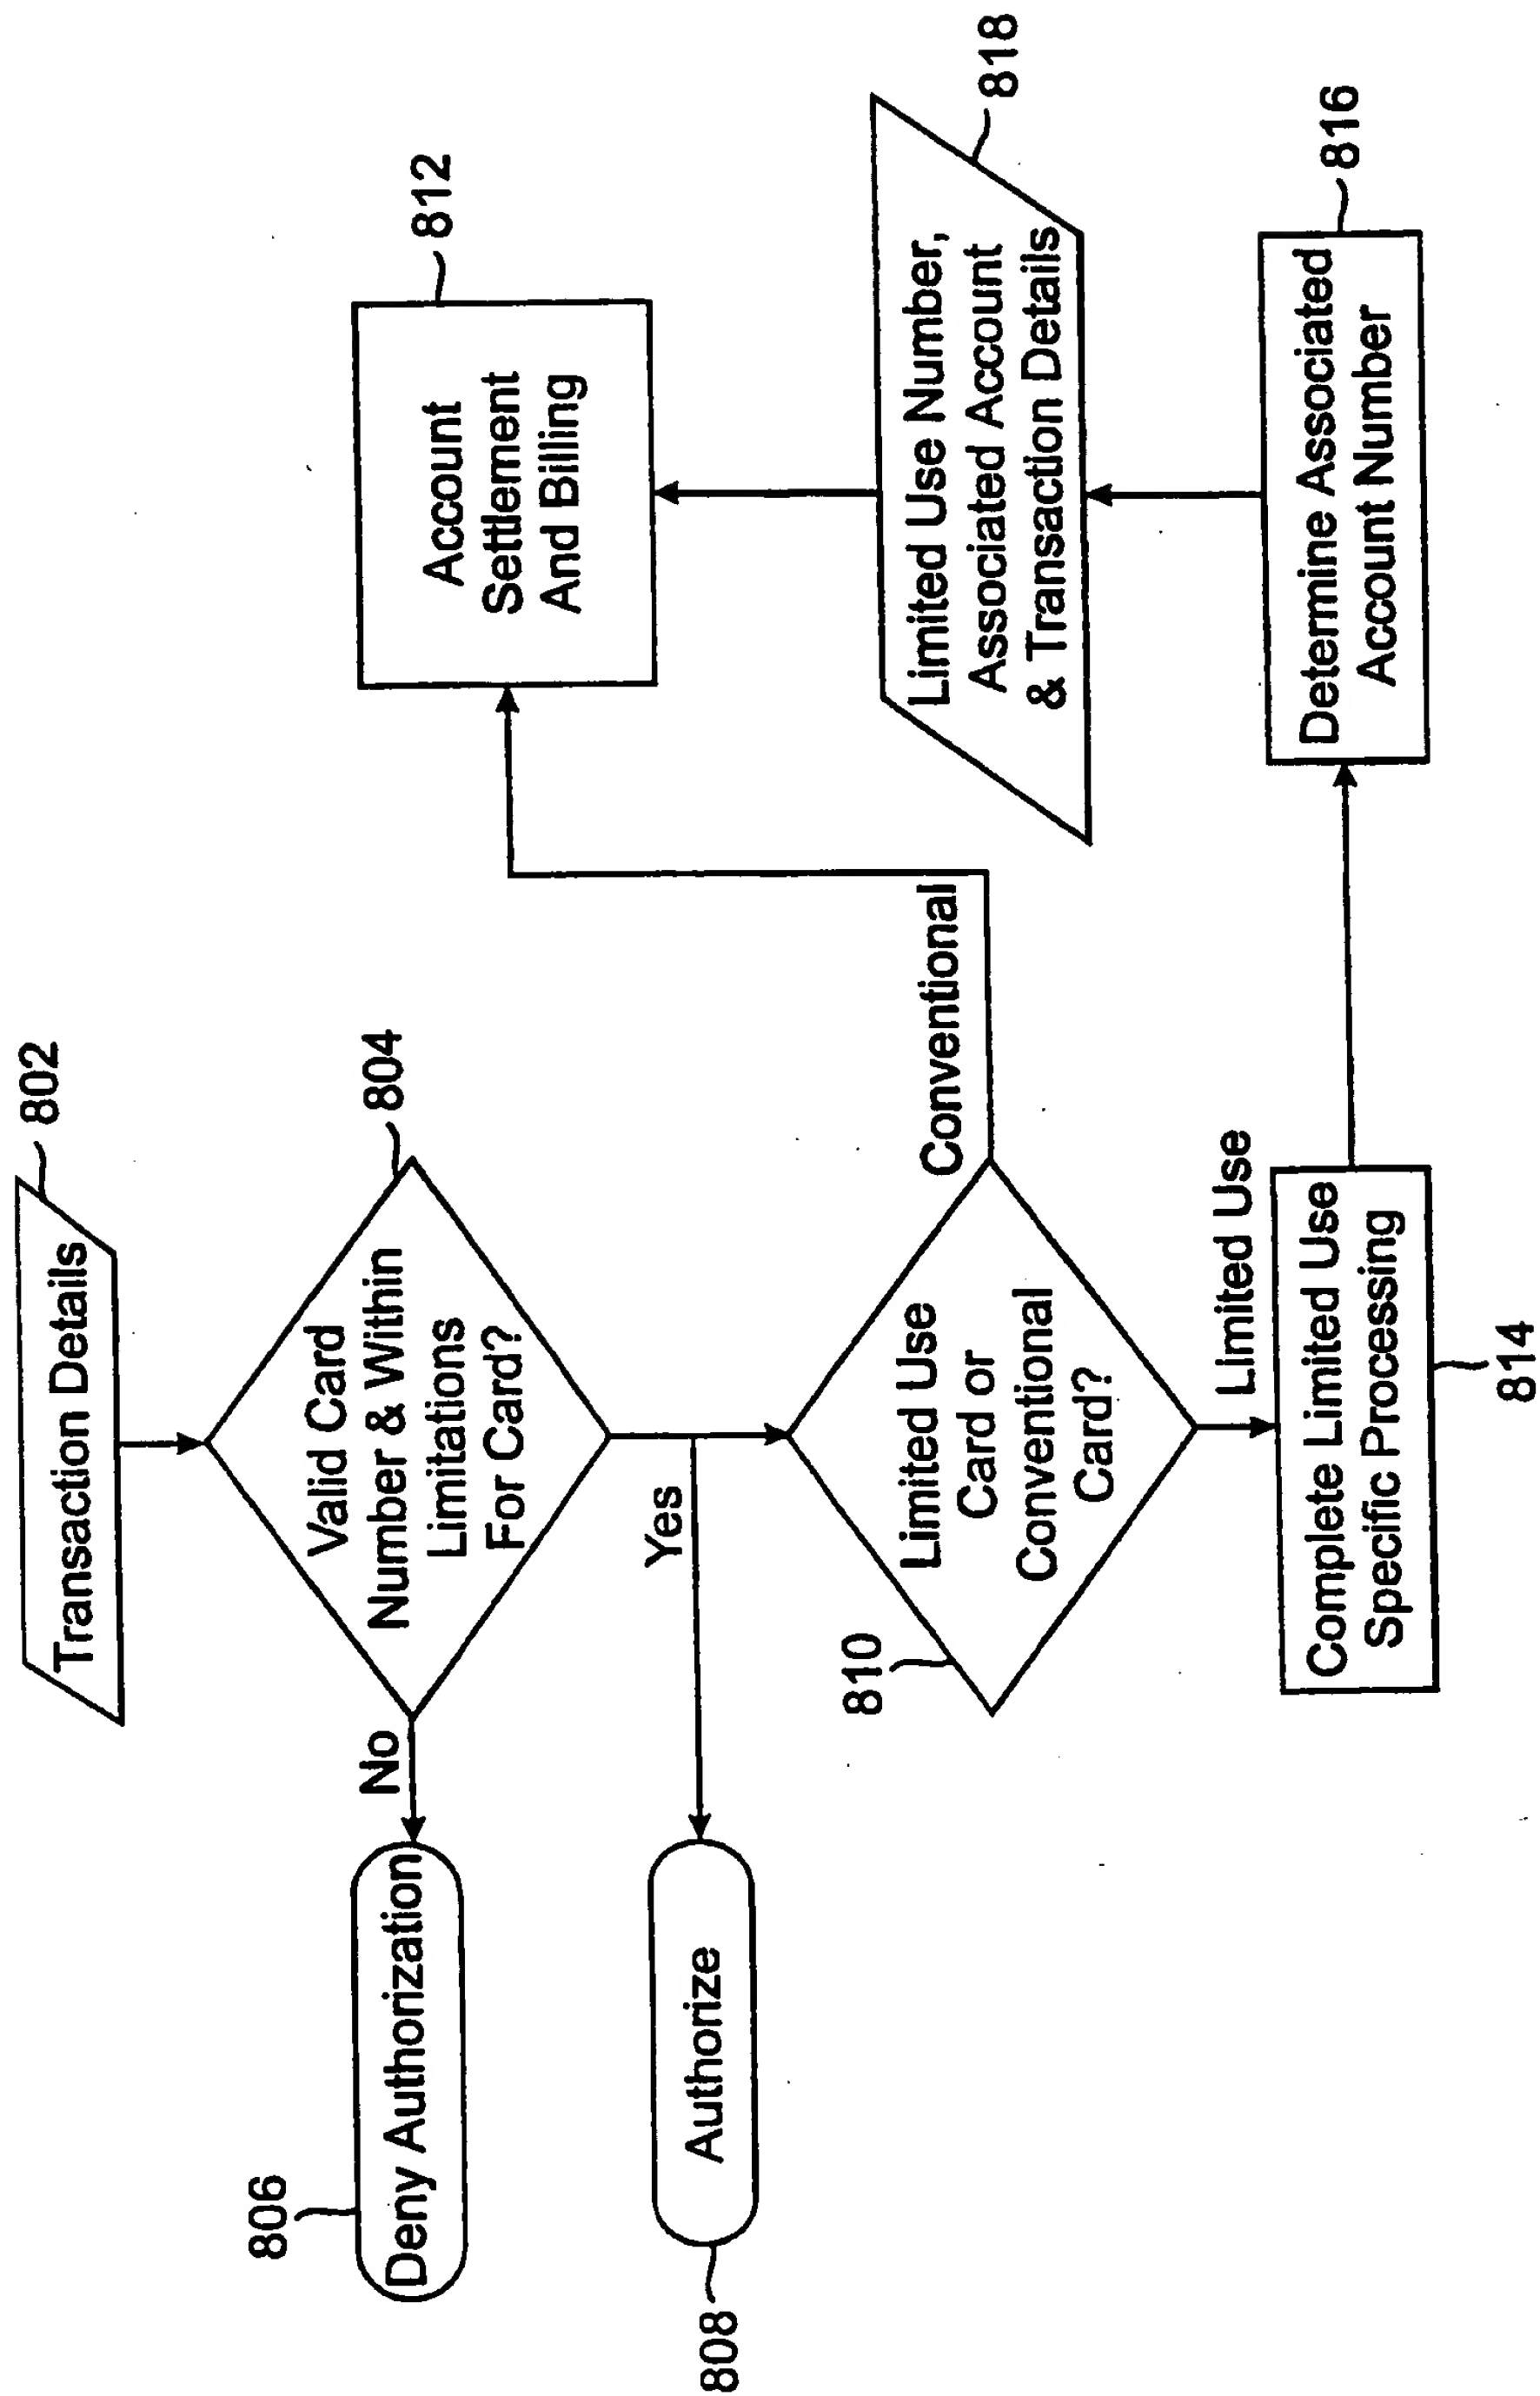 802
Transaction Details
804
Valid Card
Number & Within
Limitations
For Card?
No
806
Deny Authorization
Yes
808
Authorize
810
Limited Use
Card or
Conventional
Card?
Conventional
812
Account
Settlement
And Billing
Limited Use
Complete Limited Use
Specific Processing
814
Determine Associated
Account Number
816
Limited Use Number,
Associated Account
& Transaction Details
818